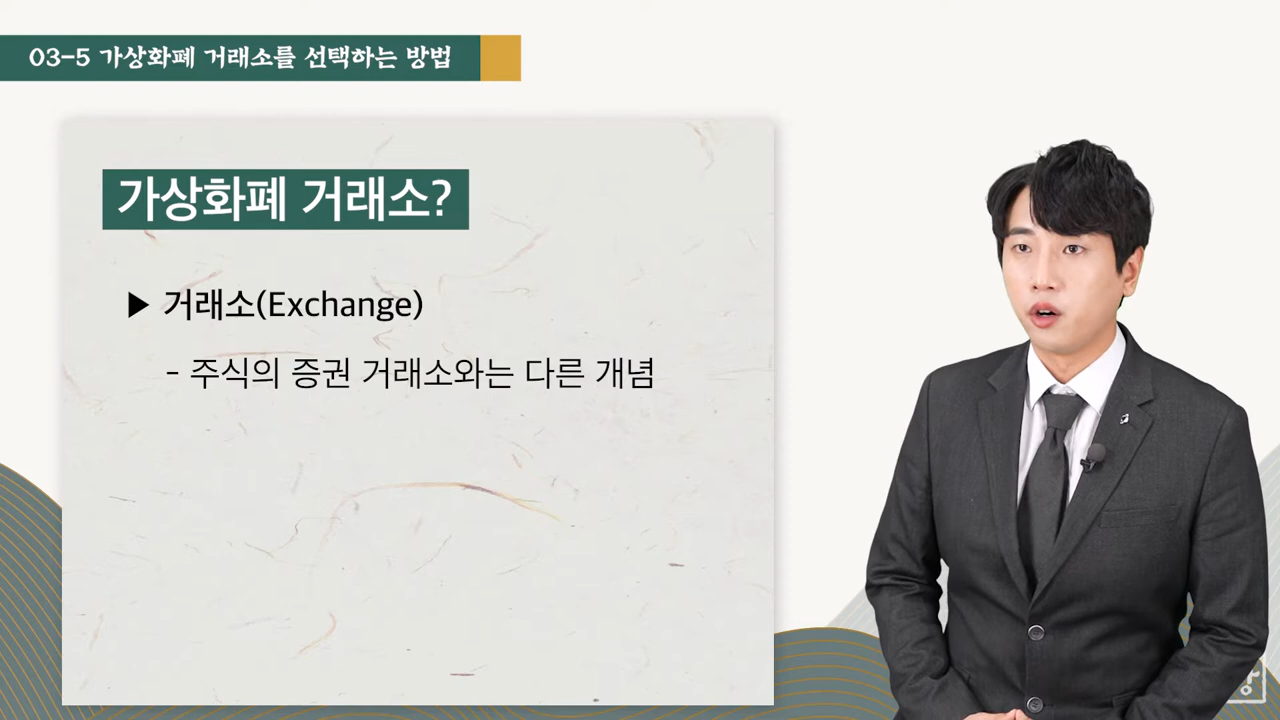 03-5 가상화폐 거래소를 선택하는 방법
가상화폐 거래소?
▶ 거래소(Exchange)
- 주식의 증권 거래소와는 다른 개념